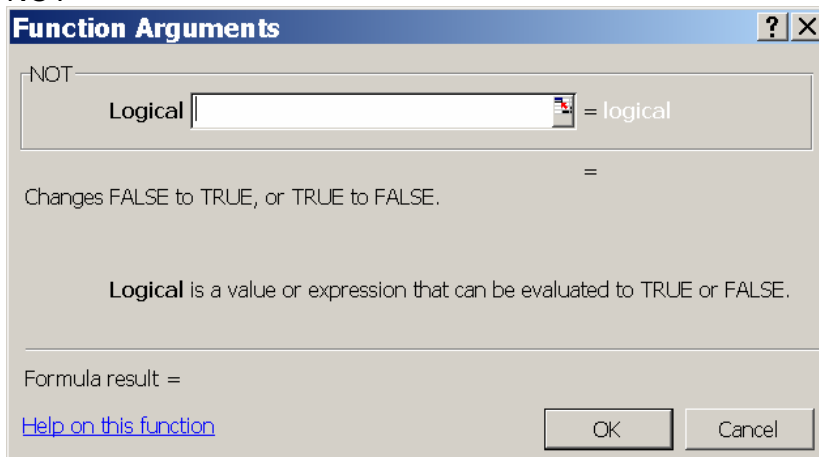 Function Arguments ? X
NOT
Logical = logical
=
Changes FALSE to TRUE, or TRUE to FALSE.
Logical is a value or expression that can be evaluated to TRUE or FALSE.
Formula result =
Help on this function OK Cancel